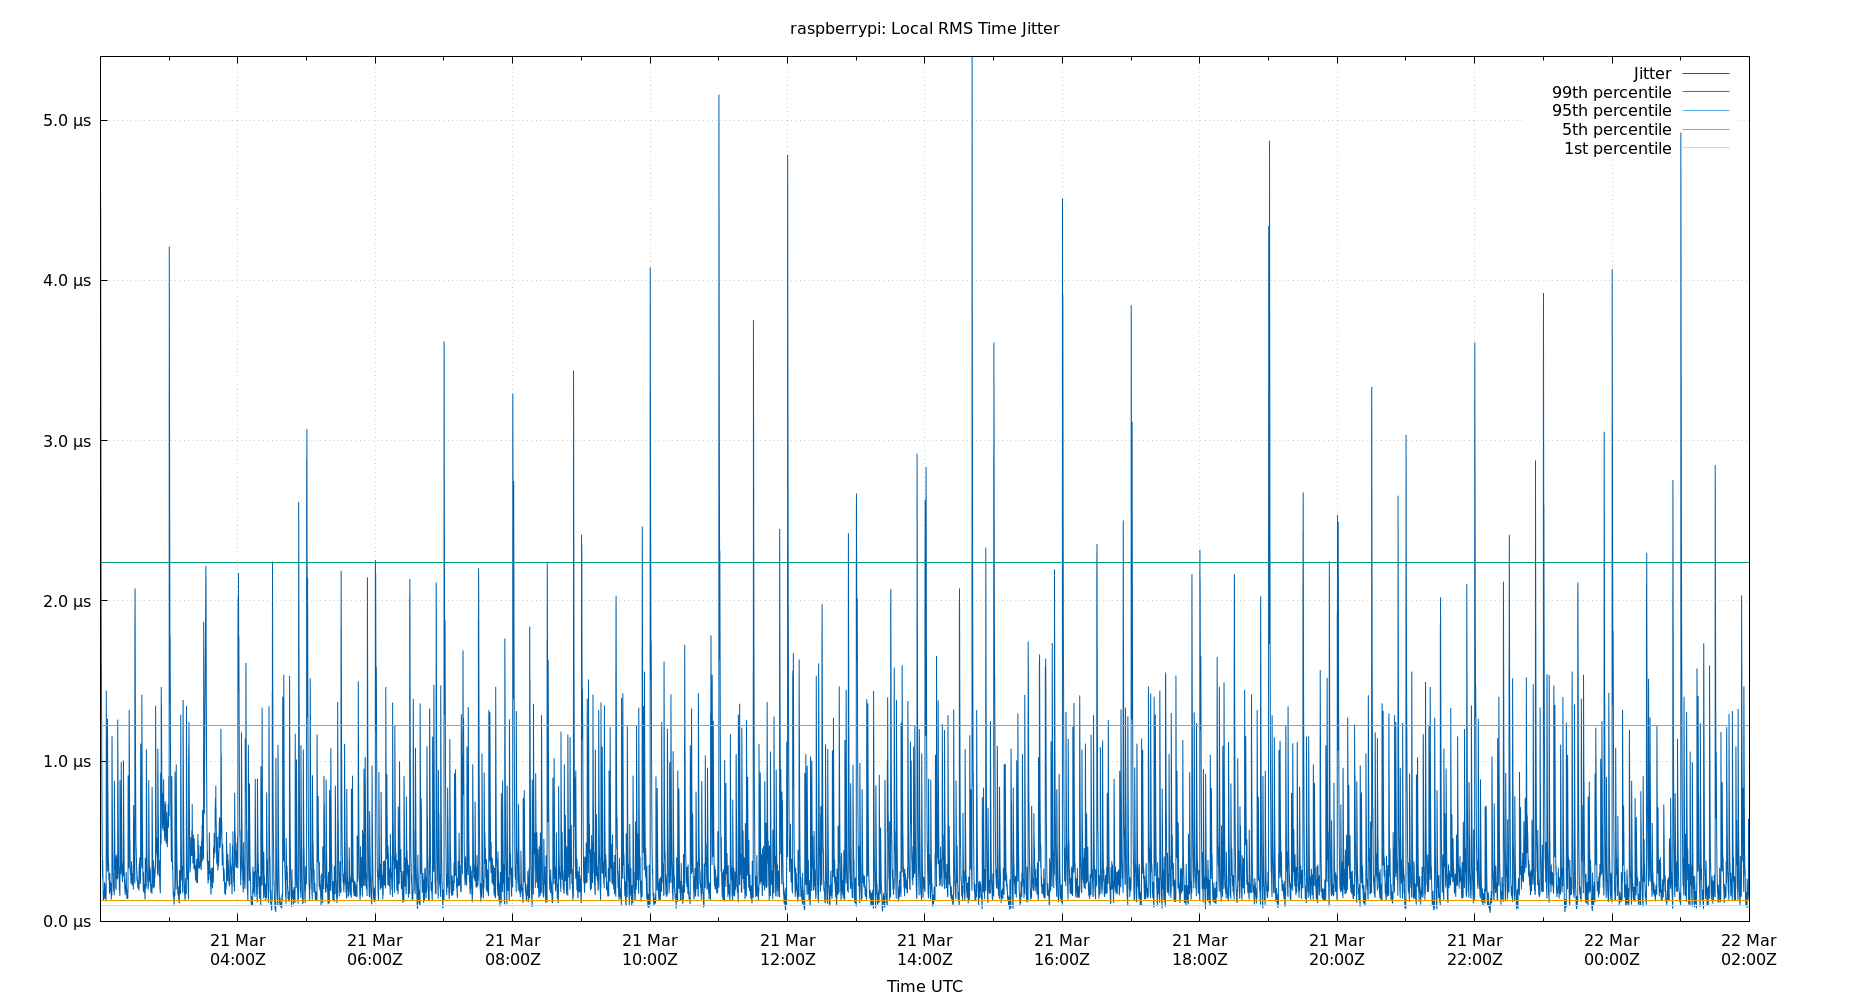 raspberrypi: Local RMS Time Jitter
Jitter
99th percentile
95th percentile
5th percentile
1st percentile
5.0 µs
4.0 µs
3.0 µs
2.0 µs
1.0 µs
0.0 µs
21 Mar 21 Mar 21 Mar 21 Mar 21 Mar 21 Mar 21 Mar 21 Mar 21 Mar 21 Mar 22 Mar 22 Mar
04:00Z 06:00Z 08:00Z 10:00Z 12:00Z 14:00Z 16:00Z 18:00Z 20:00Z 22:00Z 00:00Z 02:00Z
Time UTC